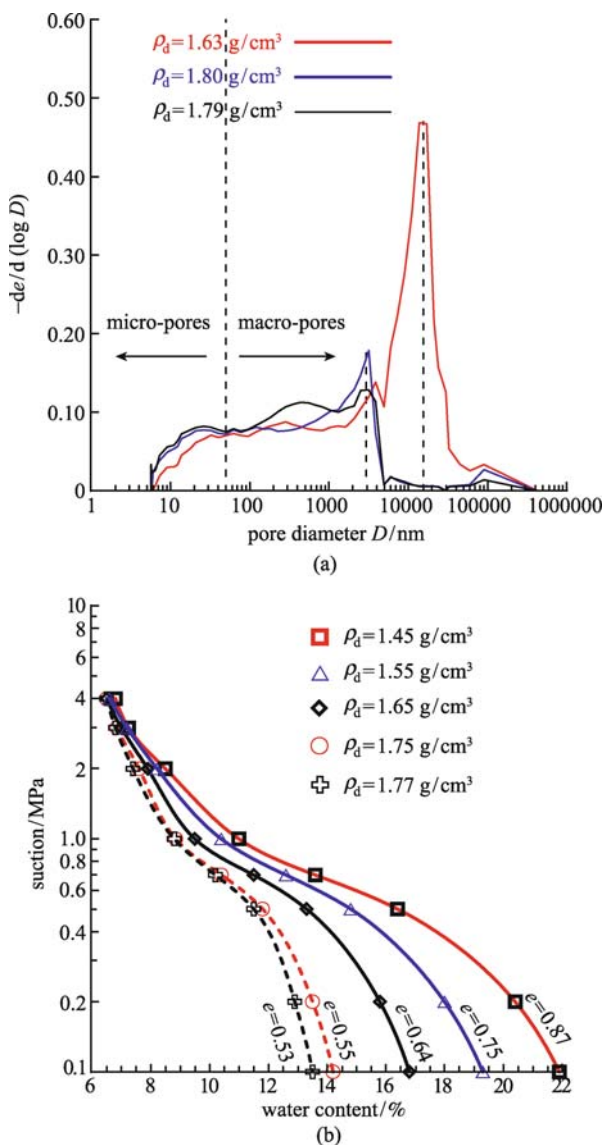 0.60
ρd=1.63 g/cm³
ρd=1.80 g/cm³
ρd=1.79 g/cm³
0.50
0.40
0.30
0.20
0.10
0
−de/d (log D)
micro-pores
macro-pores
1 10 100 1000 10000 100000 1000000
pore diameter D/nm
(a)
10
8
6
4
2
1.0
0.8
0.6
0.4
0.2
0.1
suction/MPa
ρd=1.45 g/cm³
ρd=1.55 g/cm³
ρd=1.65 g/cm³
ρd=1.75 g/cm³
ρd=1.77 g/cm³
e=0.53
e=0.55
e=0.64
e=0.75
e=0.87
6 8 10 12 14 16 18 20 22
water content/%
(b)